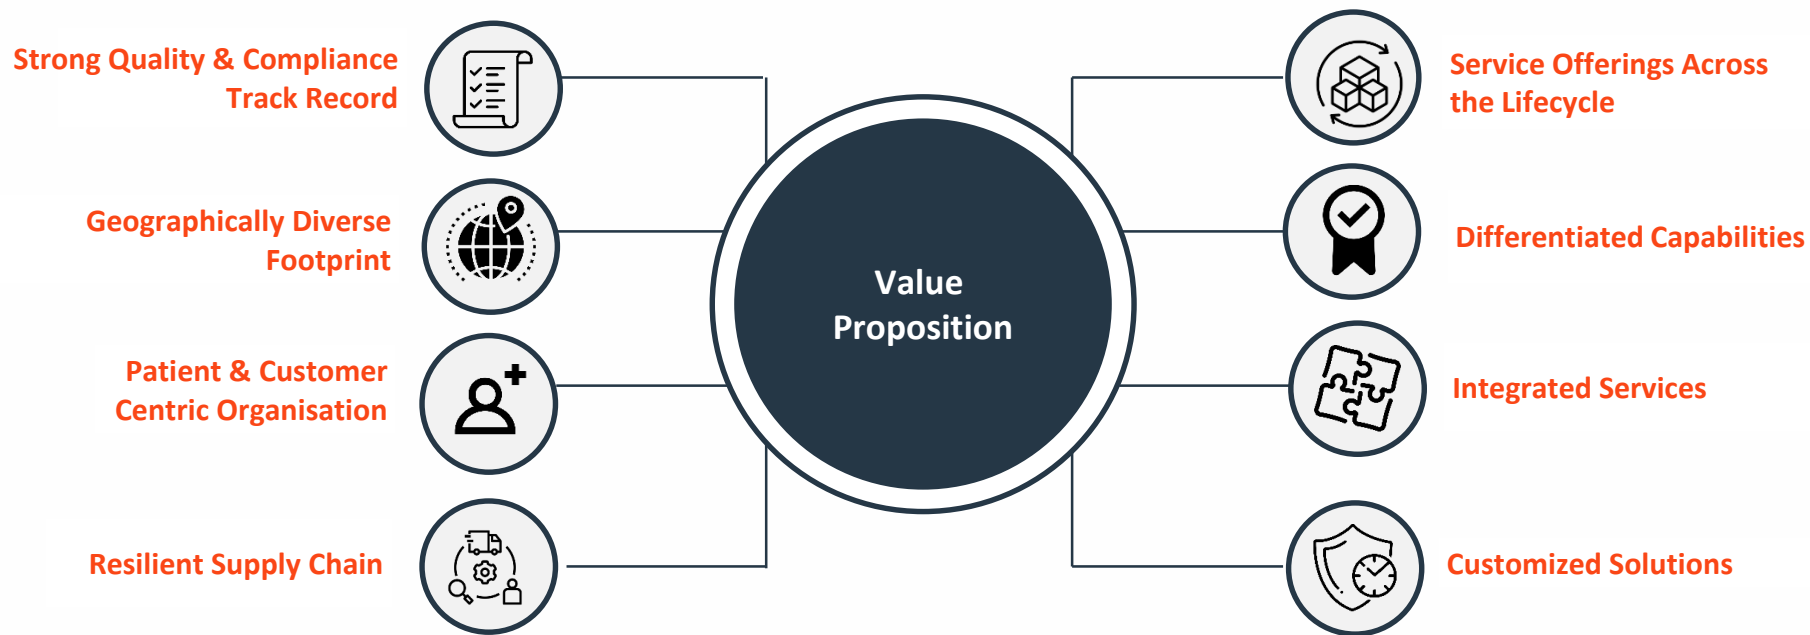 Strong Quality & Compliance
Track Record
Geographically Diverse
Footprint
Patient & Customer
Centric Organisation
Resilient Supply Chain
Value
Proposition
Service Offerings Across
the Lifecycle
Differentiated Capabilities
Integrated Services
Customized Solutions